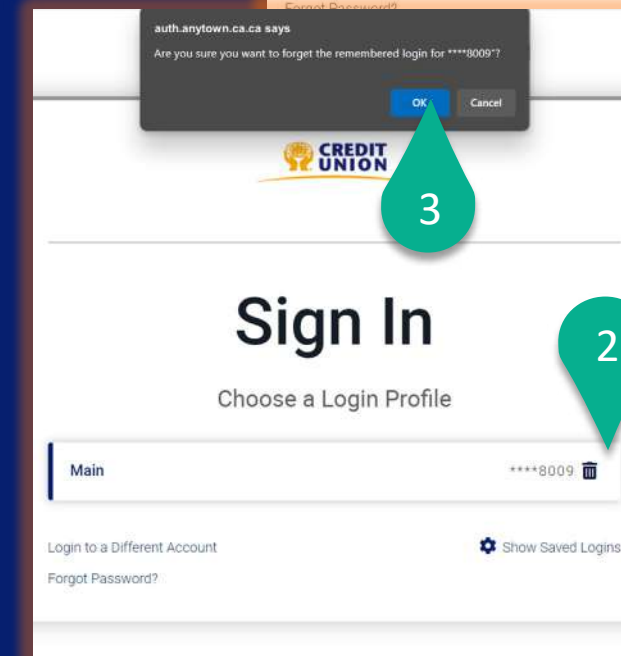 Forgot Password?
auth.anytown.ca.ca says
Are you sure you want to forget the remembered login for ****8009"?
OK
Cancel
CREDIT
UNION
3
Sign In
2
Choose a Login Profile
Main
****8009
Login to a Different Account
Show Saved Logins
Forgot Password?